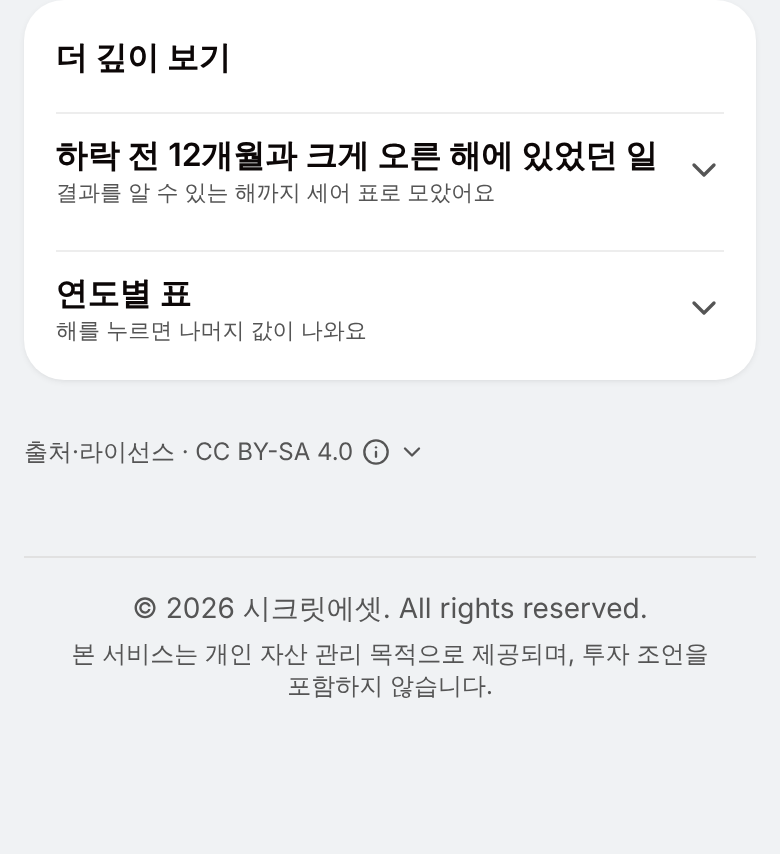 더 깊이 보기
하락 전 12개월과 크게 오른 해에 있었던 일
결과를 알 수 있는 해까지 세어 표로 모았어요
연도별 표
해를 누르면 나머지 값이 나와요
출처·라이선스 · CC BY-SA 4.0
© 2026 시크릿에셋. All rights reserved.
본 서비스는 개인 자산 관리 목적으로 제공되며, 투자 조언을
포함하지 않습니다.